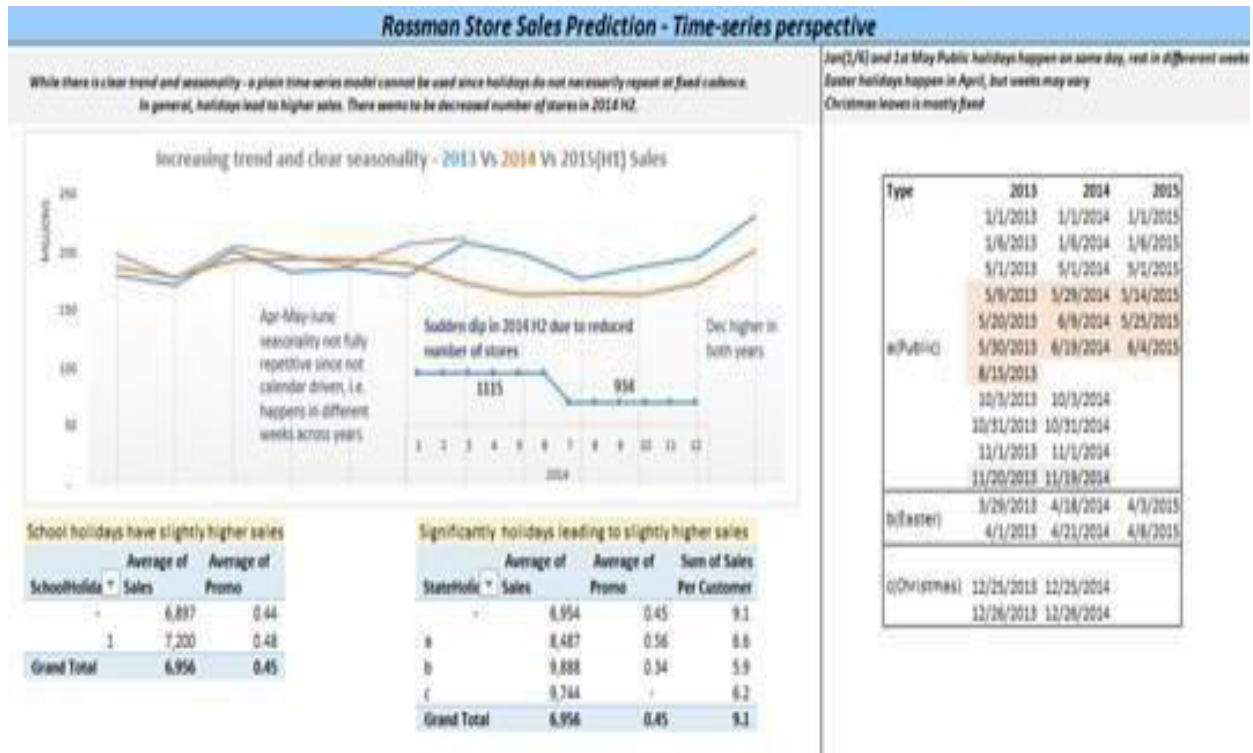 Rossman Store Sales Prediction - Time-series perspective
While there is clear trend and seasonality - a plain time-series model cannot be used since holidays do not necessarily repeat at fixed cadence.
In general, holidays lead to higher sales. There seems to be decreased number of stores in 2014 H2.
Jan(1/6) and 1st May Public holidays happen on same day, rest in different weeks
Easter holidays happen in April, but weeks may vary
Christmas leaves is mostly fixed
Increasing trend and clear seasonality - 2013 Vs 2014 Vs 2015(H1) Sales
MILLIONS
250
200
150
100
50
-
Apr-May-June
seasonality not fully
repetitive since not
calendar driven, i.e.
happens in different
weeks across years
Sudden dip in 2014 H2 due to reduced
number of stores
1115
934
1 2 3 4 5 6 7 8 9 10 11 12
2014
Dec higher in
both years
School holidays have slightly higher sales
Average of Average of
SchoolHolida Sales Promo
- 6,897 0.44
1 7,200 0.48
Grand Total 6,956 0.45
Significantly holidays leading to slightly higher sales
Average of Average of Sum of Sales
StateHolic Sales Promo Per Customer
- 6,954 0.45 9.1
a 8,487 0.56 6.6
b 9,888 0.34 5.9
c 9,744 - 6.2
Grand Total 6,956 0.45 9.1
Type 2013 2014 2015
1/1/2013 1/1/2014 1/1/2015
1/6/2013 1/6/2014 1/6/2015
5/1/2013 5/1/2014 5/1/2015
5/9/2013 5/29/2014 5/14/2015
5/20/2013 6/9/2014 5/25/2015
a(Public) 5/30/2013 6/19/2014 6/4/2015
8/15/2013
10/3/2013 10/3/2014
10/31/2013 10/31/2014
11/1/2013 11/1/2014
11/20/2013 11/19/2014
b(Easter) 3/29/2013 4/18/2014 4/3/2015
4/1/2013 4/21/2014 4/6/2015
c(Christmas) 12/25/2013 12/25/2014
12/26/2013 12/26/2014